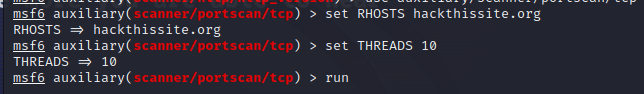 msf6 auxiliary(scanner/portscan/tcp) > set RHOSTS hackthissite.org
RHOSTS => hackthissite.org
msf6 auxiliary(scanner/portscan/tcp) > set THREADS 10
THREADS => 10
msf6 auxiliary(scanner/portscan/tcp) > run